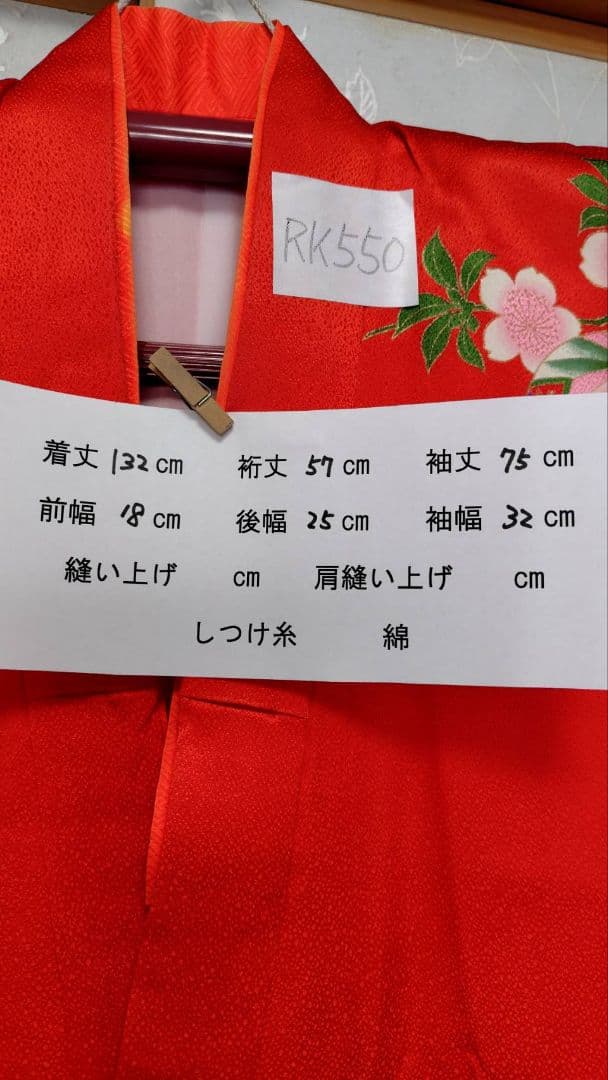 RK550
着丈 132 cm 裄丈 57 cm 袖丈 75 cm
前幅 18 cm 後幅 25 cm 袖幅 32 cm
縫い上げ cm 肩縫い上げ cm
しつけ糸 綿